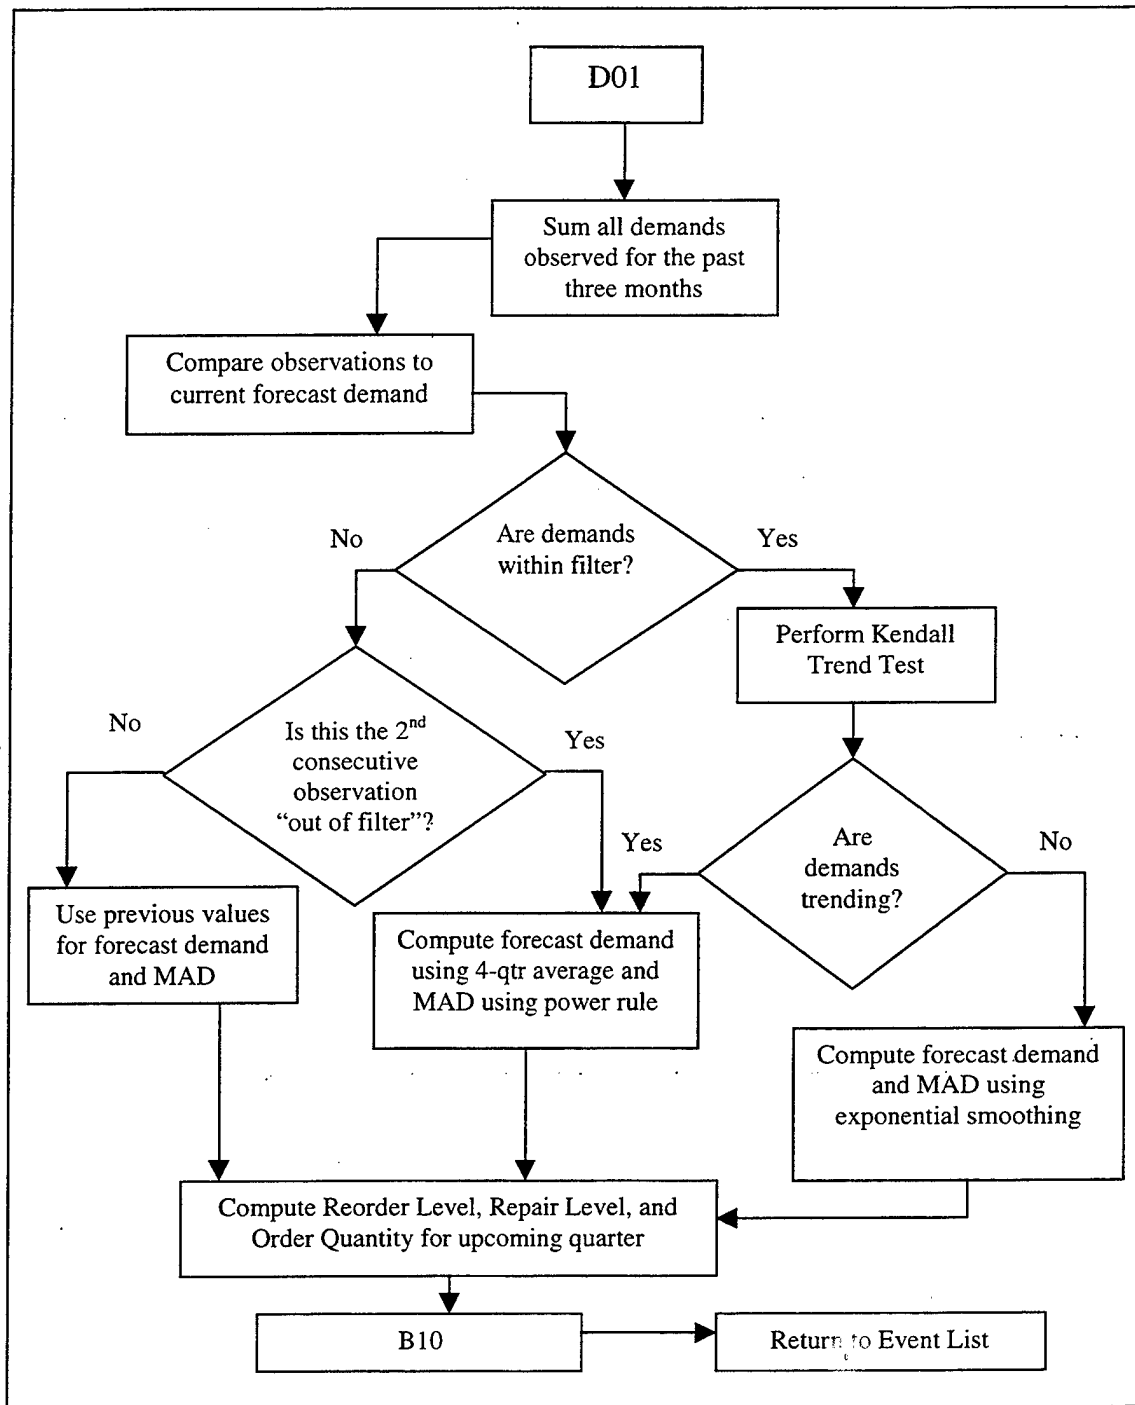 D01
Sum all demands
observed for the past
three months
Compare observations to
current forecast demand
Are demands
within filter?
No
Yes
Perform Kendall
Trend Test
Is this the 2nd
consecutive
observation
“out of filter”?
No
Yes
Are
demands
trending?
Yes
No
Use previous values
for forecast demand
and MAD
Compute forecast demand
using 4-qtr average and
MAD using power rule
Compute forecast demand
and MAD using
exponential smoothing
Compute Reorder Level, Repair Level, and
Order Quantity for upcoming quarter
B10
Return to Event List